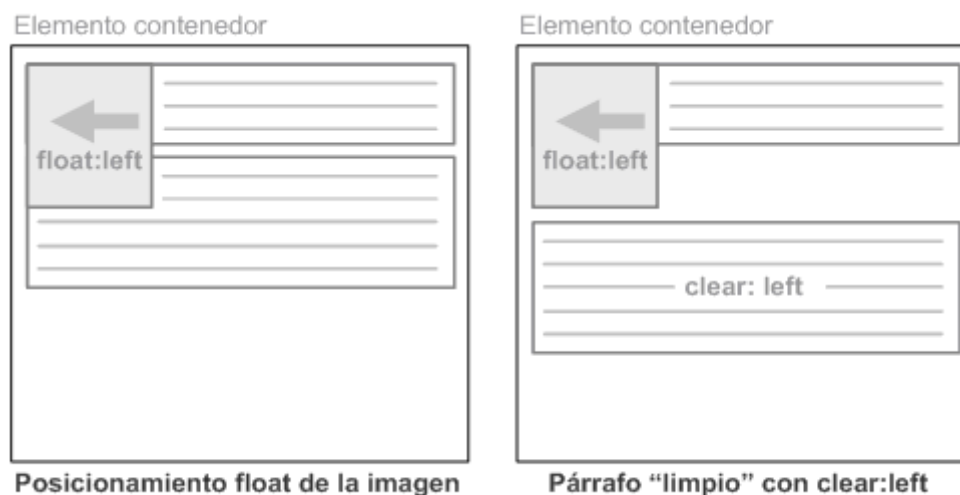 Elemento contenedor
float:left
Posicionamiento float de la imagen
Elemento contenedor
float:left
clear: left
Párrafo “limpio” con clear:left